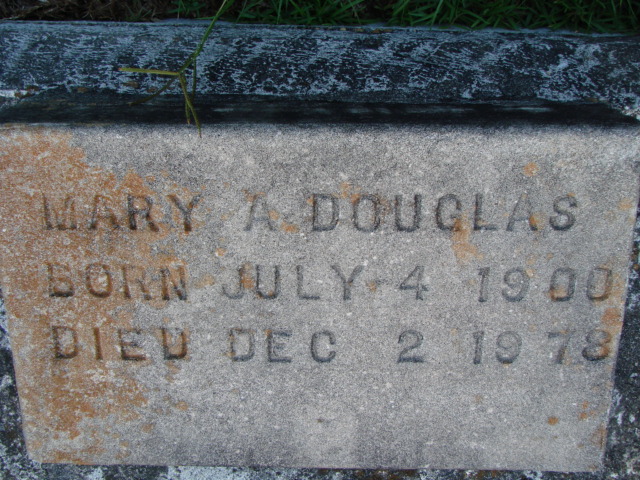 MARY A. DOUGLAS
BORN JULY 4 1900
DIED DEC 2 1978